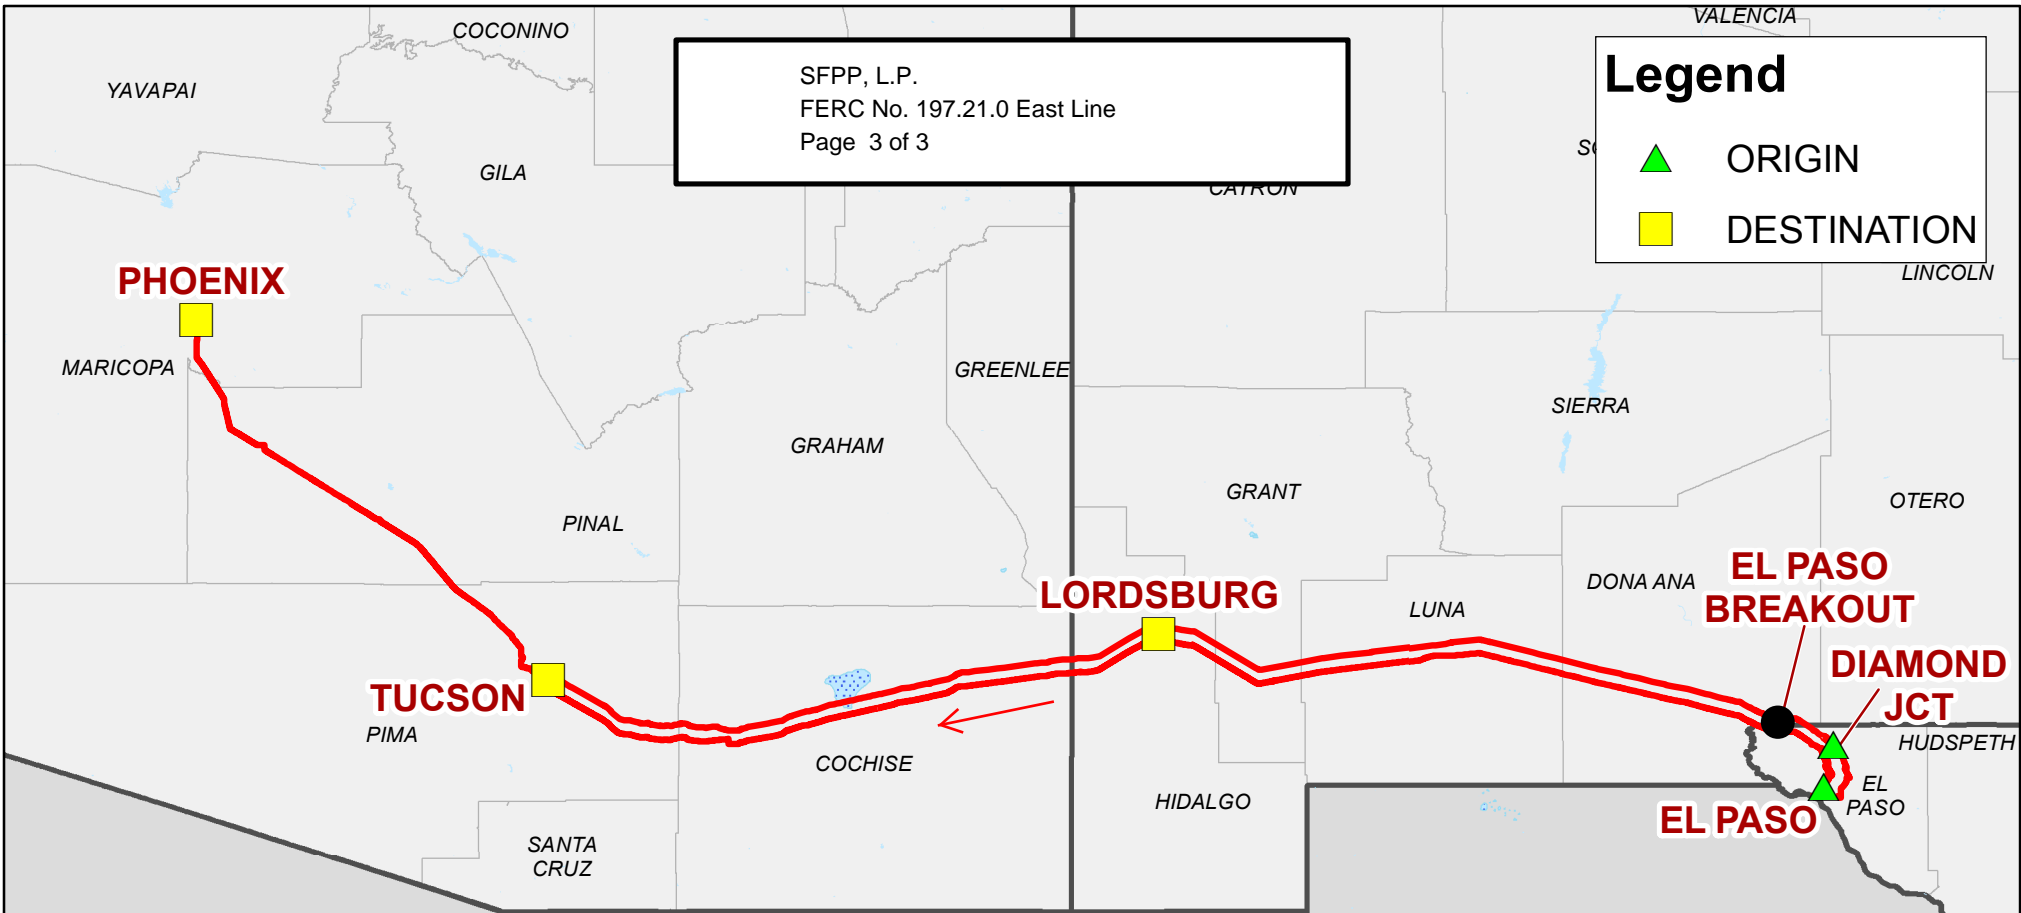 COCONINO
VALENCIA
YAVAPAI
SFPP, L.P.
FERC No. 197.21.0 East Line
Page 3 of 3
Legend
ORIGIN
DESTINATION
GILA
CATRON
LINCOLN
PHOENIX
MARICOPA
GREENLEE
SIERRA
GRAHAM
GRANT
OTERO
PINAL
EL PASO
BREAKOUT
DONA ANA
LORDSBURG
LUNA
DIAMOND
JCT
TUCSON
PIMA
HUDSPETH
COCHISE
HIDALGO
EL
PASO
EL PASO
SANTA
CRUZ